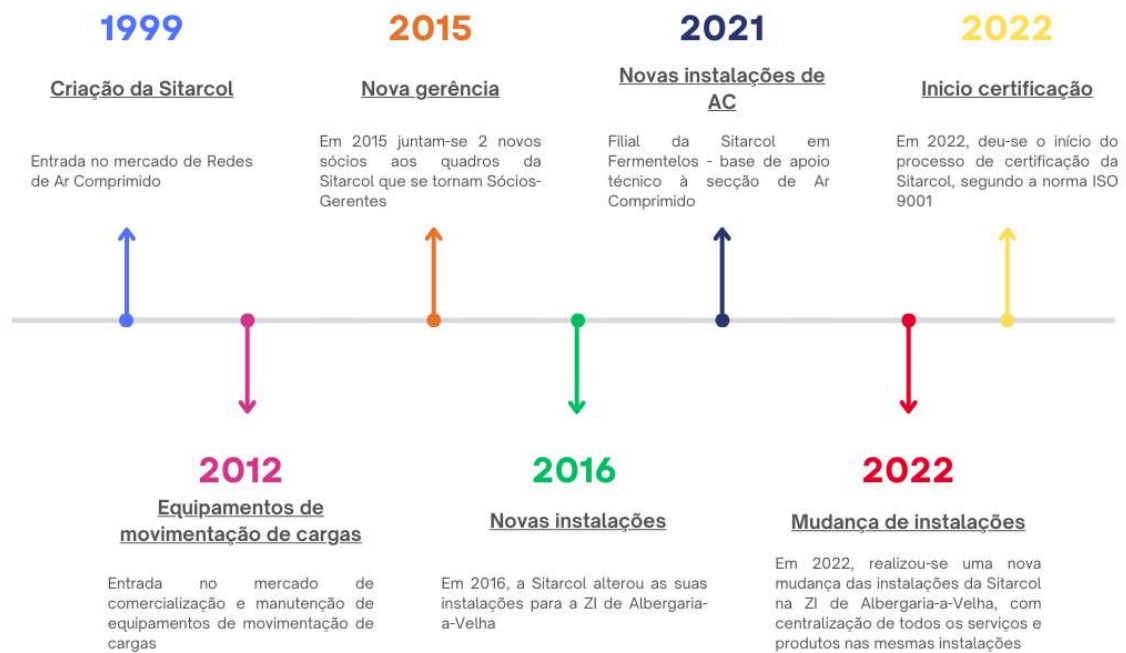 1999
Criação da Sitarcol
Entrada no mercado de Redes
de Ar Comprimido
2015
Nova gerência
Em 2015 juntam-se 2 novos
sócios aos quadros da
Sitarcol que se tornam Sócios-
Gerentes
2021
Novas instalações de
AC
Filial da Sitarcol em
Fermentelos - base de apoio
técnico à secção de Ar
Comprimido
2022
Inicio certificação
Em 2022, deu-se o início do
processo de certificação da
Sitarcol, segundo a norma ISO
9001
2012
Equipamentos de
movimentação de cargas
Entrada no mercado de
comercialização e manutenção de
equipamentos de movimentação de
cargas
2016
Novas instalações
Em 2016, a Sitarcol alterou as suas
instalações para a ZI de Albergaria-
a-Velha
2022
Mudança de instalações
Em 2022, realizou-se uma nova
mudança das instalações da Sitarcol
na ZI de Albergaria-a-Velha, com
centralização de todos os serviços e
produtos nas mesmas instalações